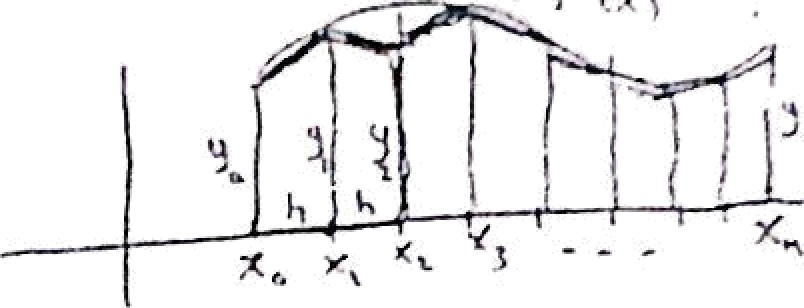 (x)
y₀ y₁ y₂ y
h h
x₀ x₁ x₂ x₃ - - - xₙ